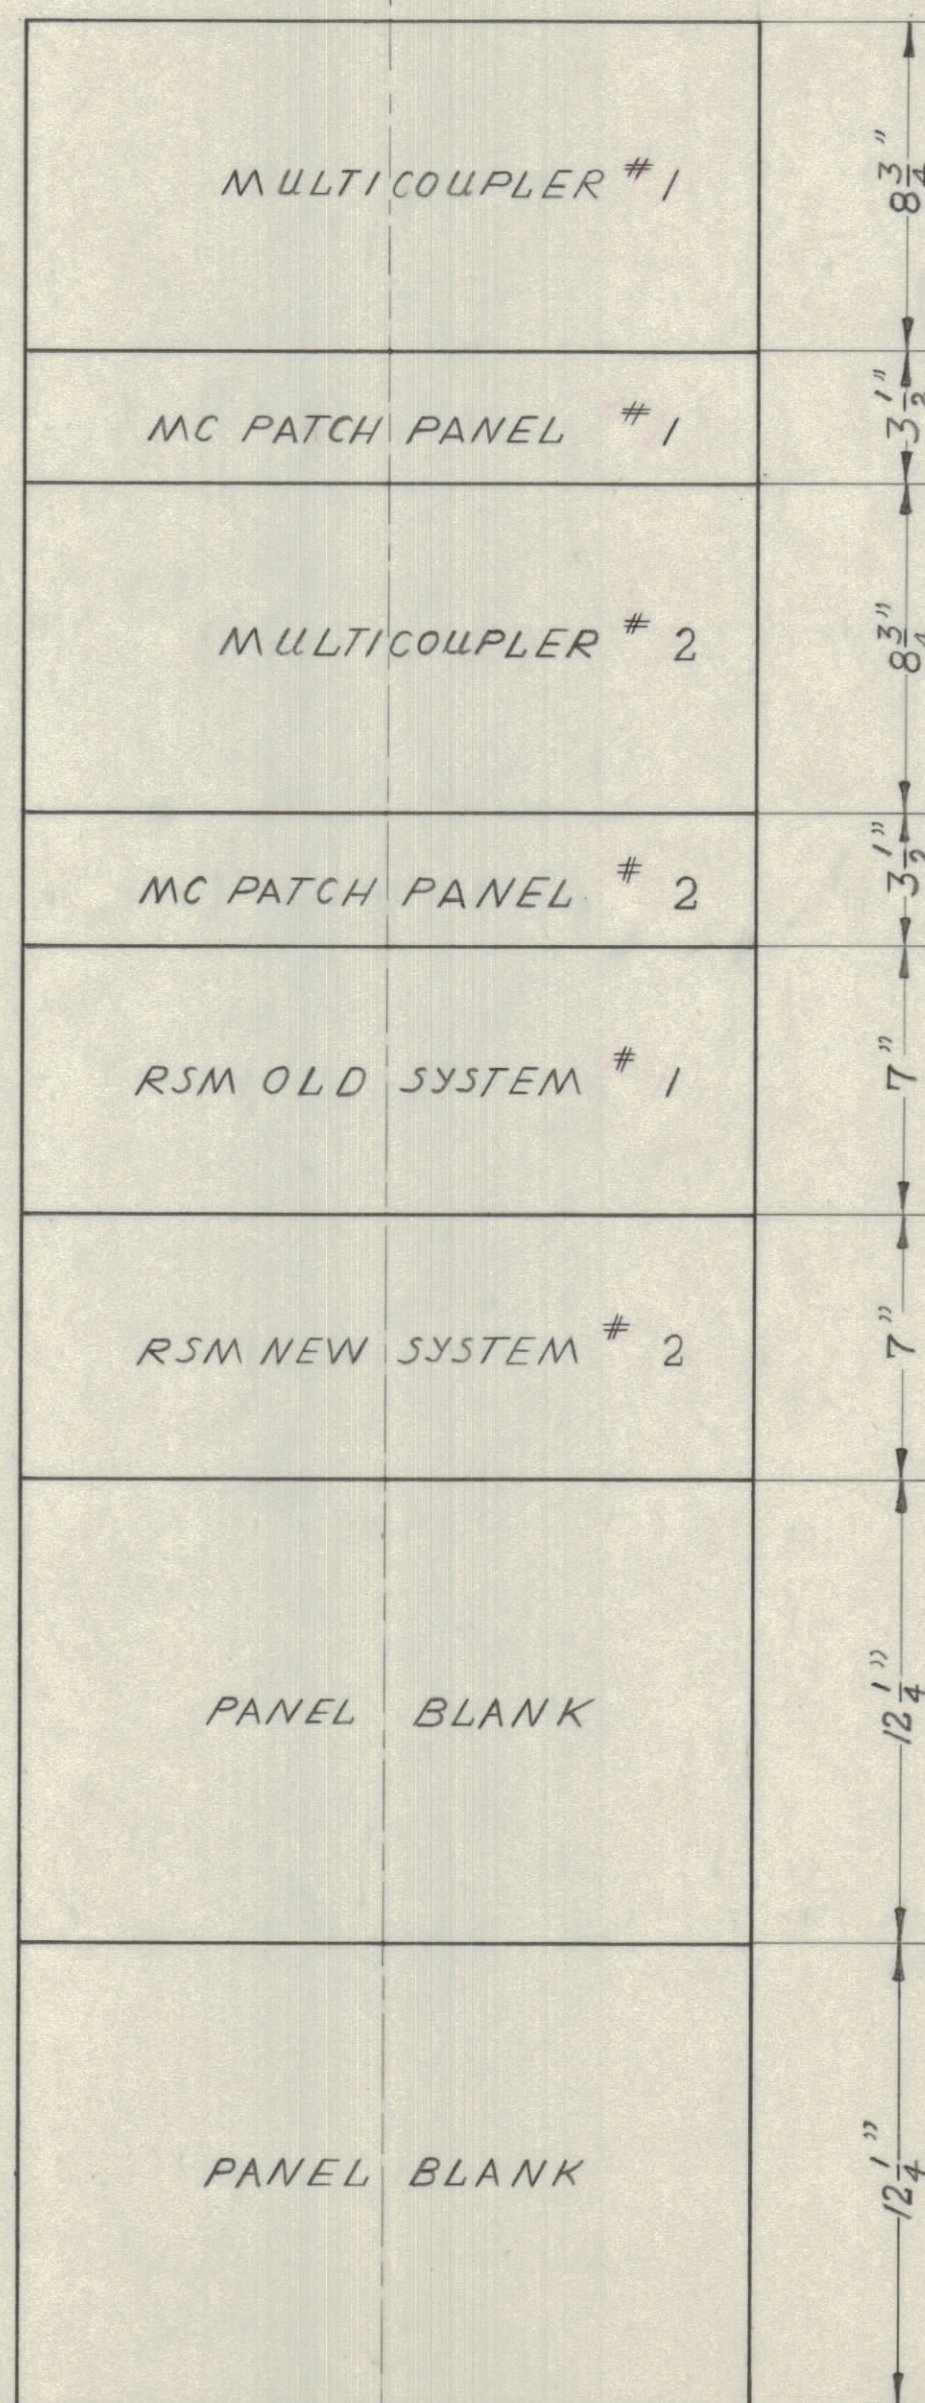 MULTICOUPLER # 1
8 3/4"
MC PATCH PANEL # 1
3 1/2"
MULTICOUPLER # 2
8 3/4"
MC PATCH PANEL # 2
3 1/2"
RSM OLD SYSTEM # 1
7"
RSM NEW SYSTEM # 2
7"
PANEL BLANK
12 1/4"
PANEL BLANK
12 1/4"